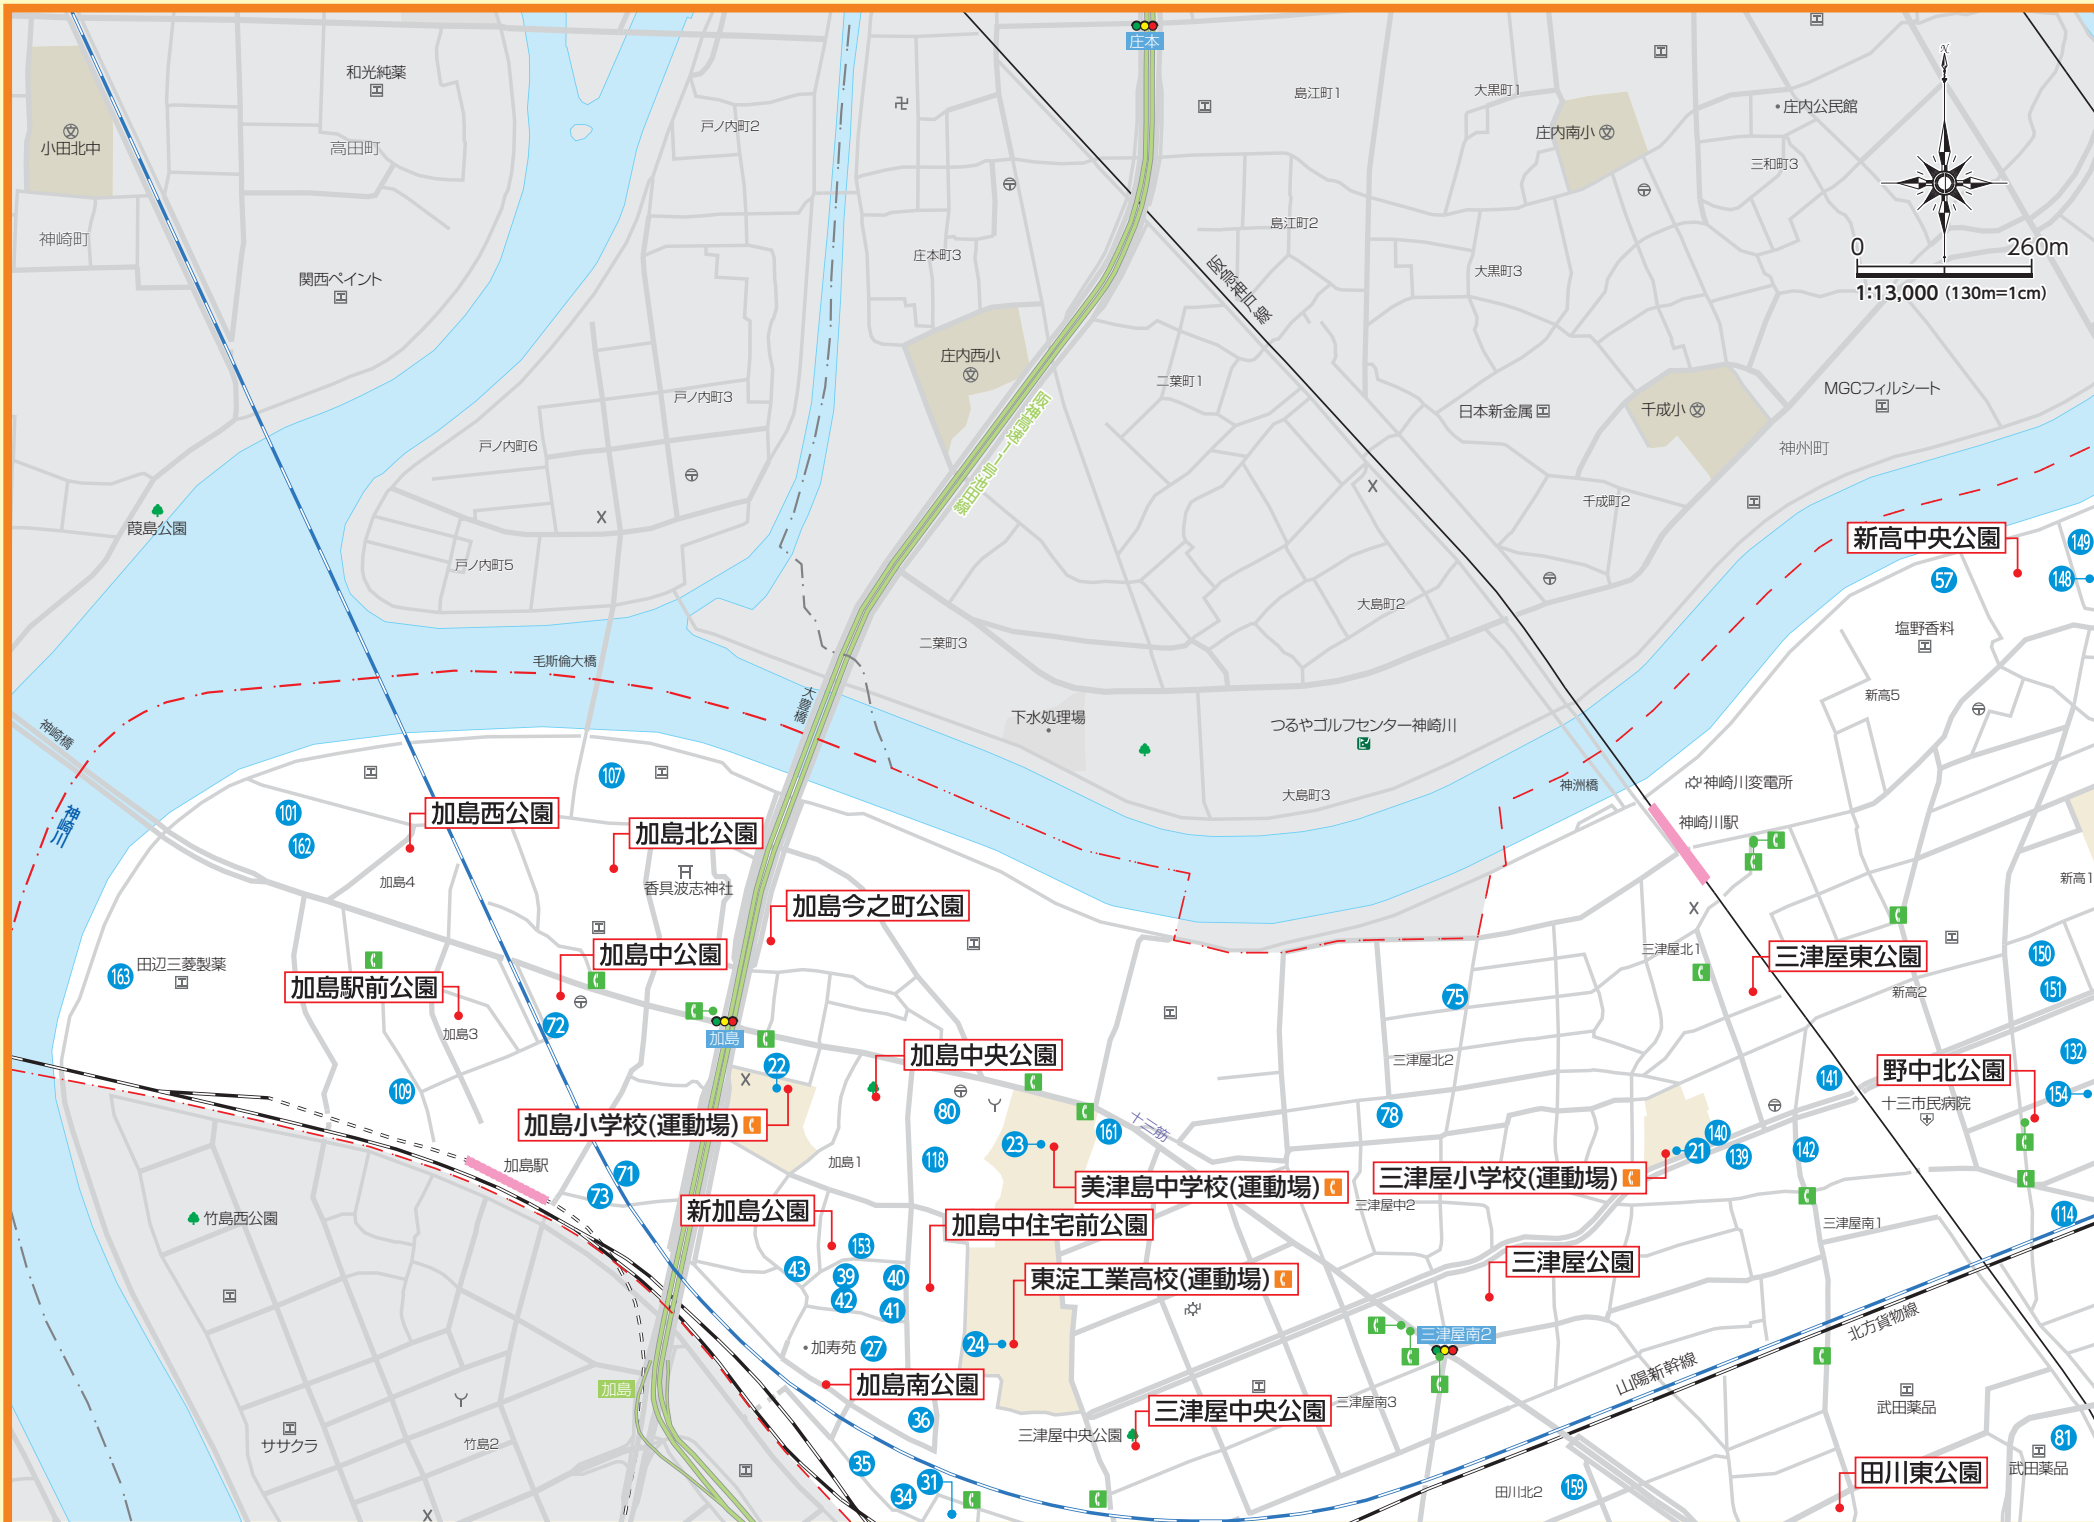 庄本
和光純薬
小田北中
高田町
戸ノ内町2
島江町1
大黒町1
庄内公民館
庄内南小
三和町3
N
神崎町
島江町2
庄本町3
大黒町3
0
260m
1:13,000 (130m=1cm)
関西ペイント
阪急神戸線
庄内西小
二葉町1
戸ノ内町3
日本新金属
千成小
MGCフィルシート
神州町
戸ノ内町6
阪神高速11号池田線
千成町2
葭島公園
戸ノ内町5
新高中央公園
149
148
57
大島町2
塩野香料
二葉町3
毛斯倫大橋
新高5
大豊橋
下水処理場
つるやゴルフセンター神崎川
神崎橋
107
大島町3
神洲橋
神崎川変電所
神崎川駅
神崎川
101
162
加島西公園
加島北公園
加島4
香具波志神社
新高1
加島今之町公園
加島中公園
三津屋北1
三津屋東公園
150
田辺三菱製薬
163
加島駅前公園
新高2
151
75
加島3
72
加島
加島中央公園
三津屋北2
132
22
141
野中北公園
109
154
80
十三市民病院
加島小学校(運動場)
161
十三筋
78
23
140
21
139
142
加島1
118
加島駅
71
73
美津島中学校(運動場)
三津屋小学校(運動場)
三津屋中2
新加島公園
加島中住宅前公園
114
竹島西公園
三津屋南1
153
43
39
40
42
41
三津屋公園
東淀工業高校(運動場)
北方貨物線
24
加寿苑
27
三津屋南2
山陽新幹線
加島
加島南公園
三津屋南3
三津屋中央公園
武田薬品
36
三津屋中央公園
81
ササクラ
竹島2
35
34
31
武田薬品
田川東公園
田川北2
159